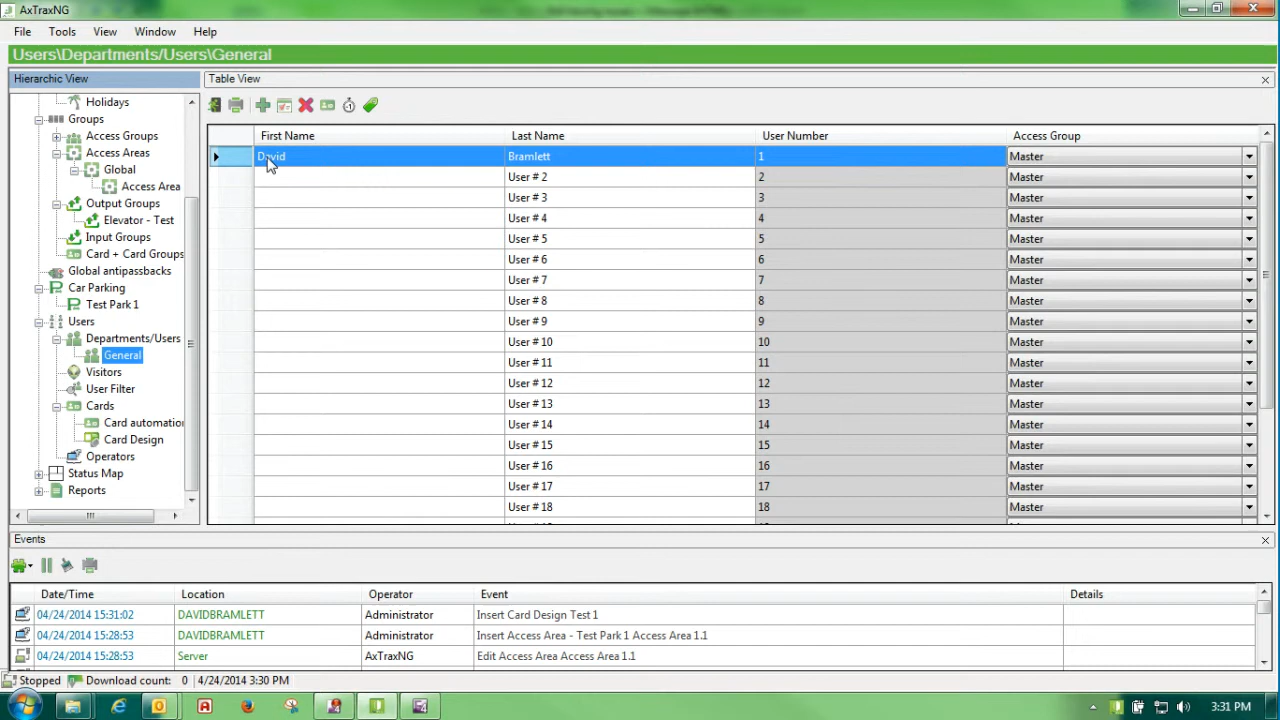 AxTraxNG
File Tools View Window Help
Users\Departments/Users\General
Hierarchic View
Table View
Holidays
Groups
Access Groups
Access Areas
Global
Access Area
Output Groups
Elevator - Test
Input Groups
Card + Card Groups
Global antipassbacks
Car Parking
Test Park 1
Users
Departments/Users
General
Visitors
User Filter
Cards
Card automatio
Card Design
Operators
Status Map
Reports
First Name Last Name User Number Access Group
David Bramlett 1 Master
User # 2 2 Master
User # 3 3 Master
User # 4 4 Master
User # 5 5 Master
User # 6 6 Master
User # 7 7 Master
User # 8 8 Master
User # 9 9 Master
User # 10 10 Master
User # 11 11 Master
User # 12 12 Master
User # 13 13 Master
User # 14 14 Master
User # 15 15 Master
User # 16 16 Master
User # 17 17 Master
User # 18 18 Master
Events
Date/Time Location Operator Event Details
04/24/2014 15:31:02 DAVIDBRAMLETT Administrator Insert Card Design Test 1
04/24/2014 15:28:53 DAVIDBRAMLETT Administrator Insert Access Area - Test Park 1 Access Area 1.1
04/24/2014 15:28:53 Server AxTraxNG Edit Access Area Access Area 1.1
Stopped Download count: 0 4/24/2014 3:30 PM
3:31 PM